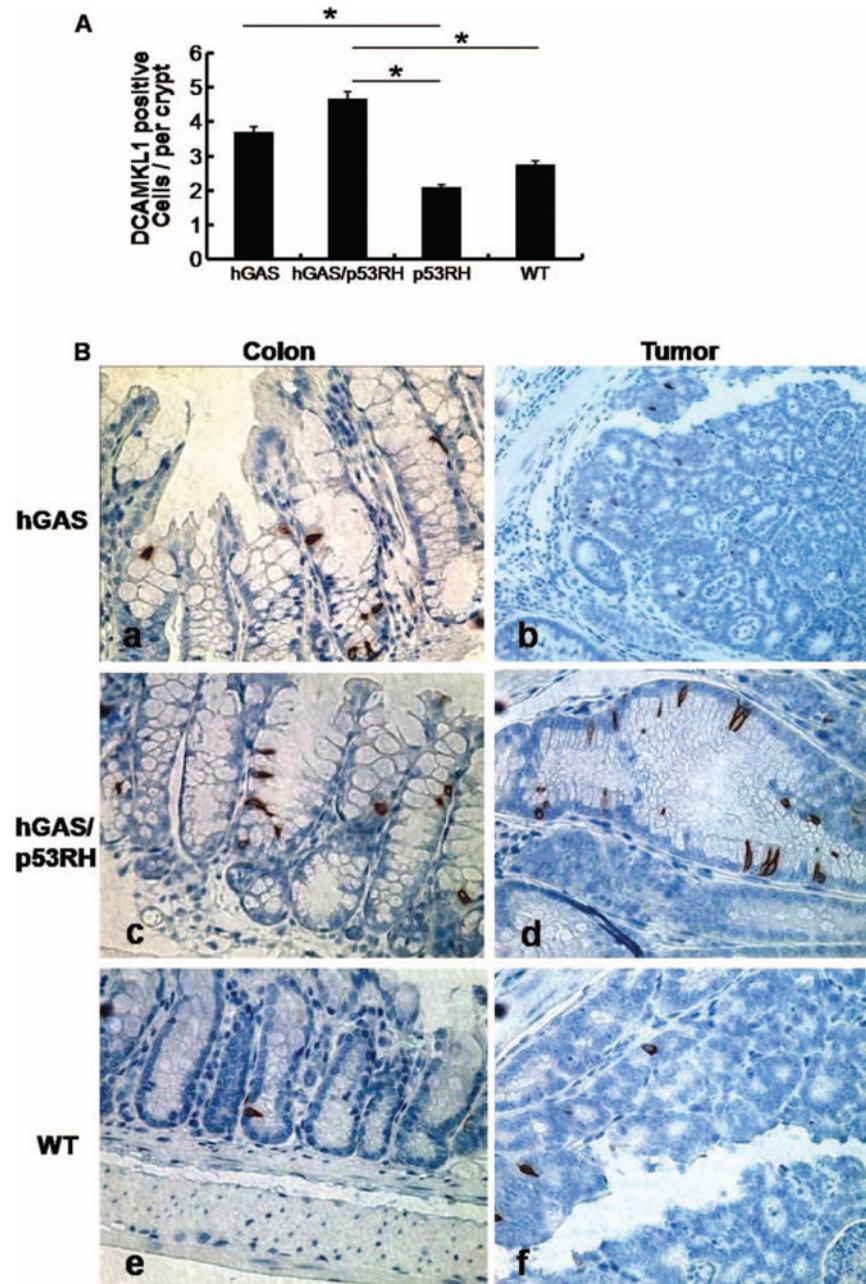 A
*
*
*
DCAMKL1 positive
Cells / per crypt
6
5
4
3
2
1
0
hGAS
hGAS/p53RH
p53RH
WT
B
Colon
Tumor
hGAS
a
b
hGAS/
p53RH
c
d
WT
e
f